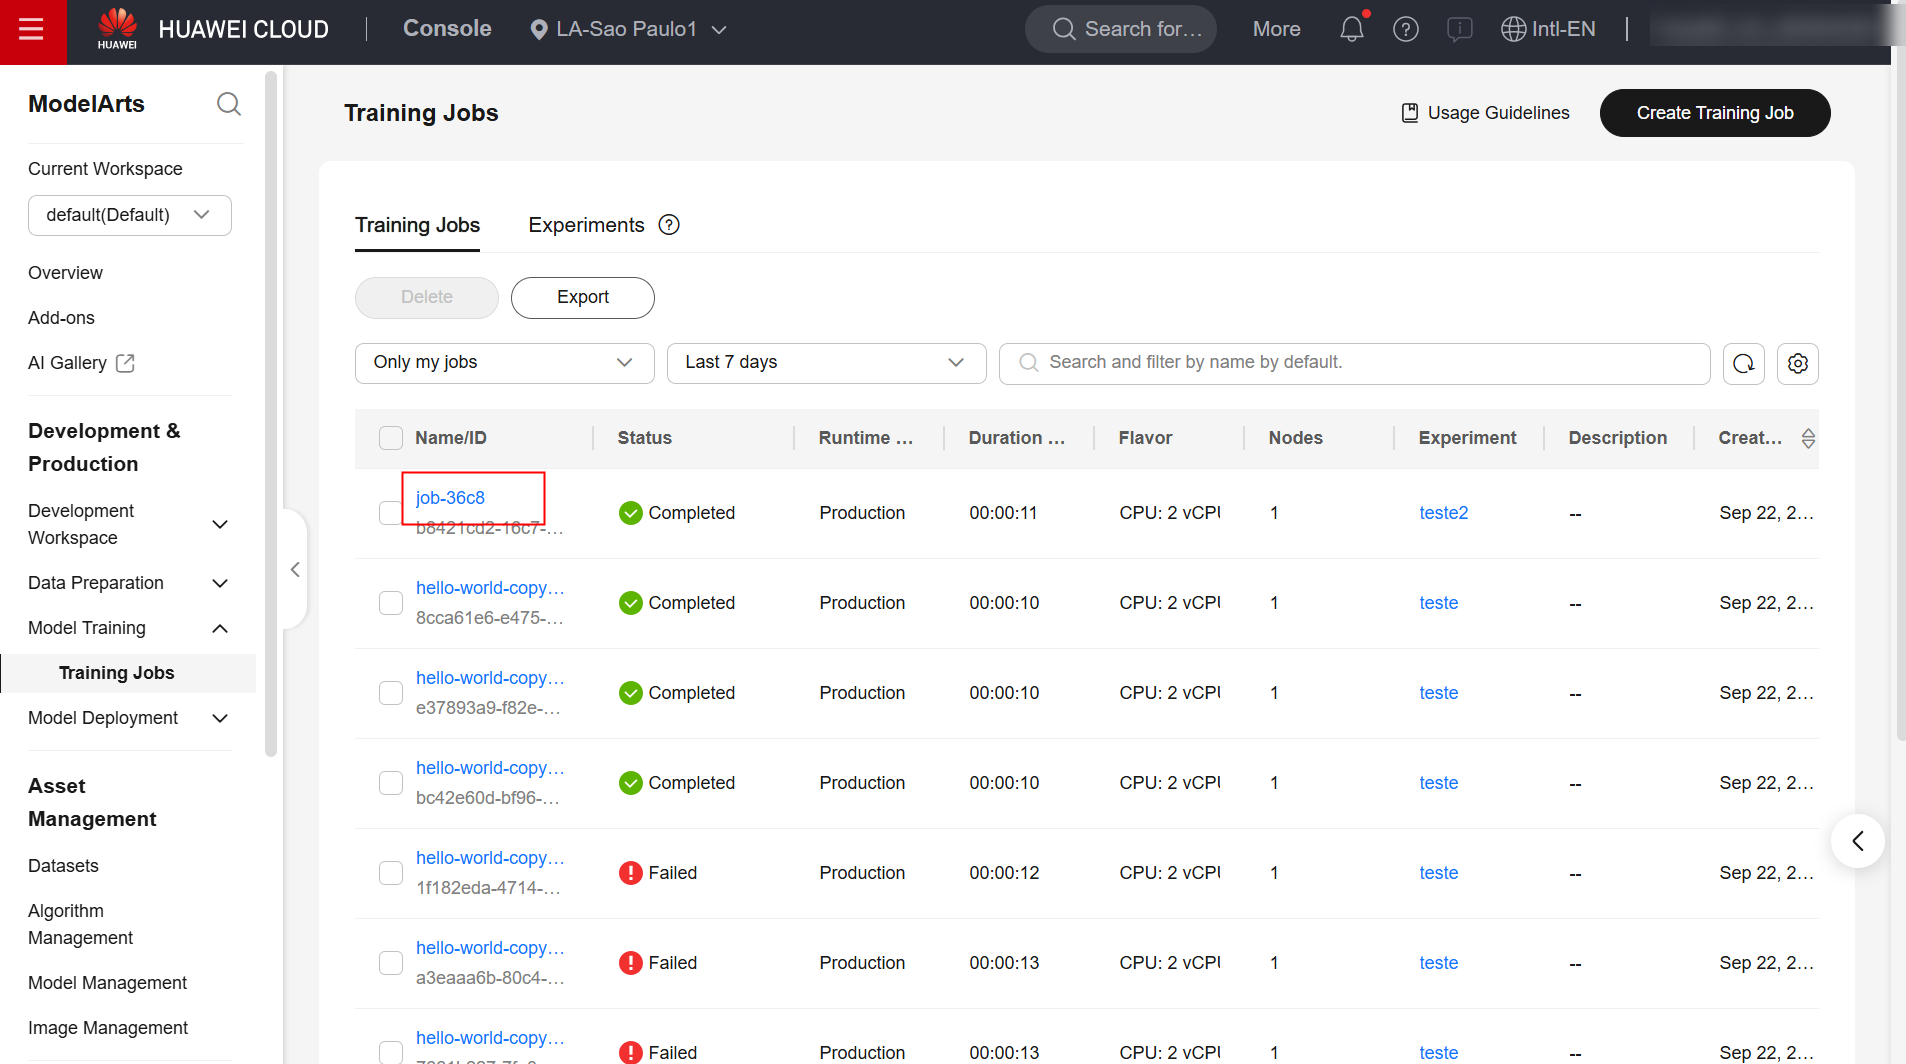 HUAWEI
HUAWEI CLOUD
Console
LA-Sao Paulo1
Search for…
More
Intl-EN
ModelArts
Current Workspace
default(Default)
Overview
Add-ons
AI Gallery
Development &
Production
Development
Workspace
Data Preparation
Model Training
Training Jobs
Model Deployment
Asset
Management
Datasets
Algorithm
Management
Model Management
Image Management
Training Jobs
Usage Guidelines
Create Training Job
Training Jobs
Experiments
Delete
Export
Only my jobs
Last 7 days
Search and filter by name by default.
Name/ID Status Runtime … Duration … Flavor Nodes Experiment Description Creat…
job-36c8
b8421cd2-16c7-…
Completed Production 00:00:11 CPU: 2 vCPU 1 teste2 -- Sep 22, 2…
hello-world-copy…
8cca61e6-e475-…
Completed Production 00:00:10 CPU: 2 vCPU 1 teste -- Sep 22, 2…
hello-world-copy…
e37893a9-f82e-…
Completed Production 00:00:10 CPU: 2 vCPU 1 teste -- Sep 22, 2…
hello-world-copy…
bc42e60d-bf96-…
Completed Production 00:00:10 CPU: 2 vCPU 1 teste -- Sep 22, 2…
hello-world-copy…
1f182eda-4714-…
Failed Production 00:00:12 CPU: 2 vCPU 1 teste -- Sep 22, 2…
hello-world-copy…
a3eaaa6b-80c4-…
Failed Production 00:00:13 CPU: 2 vCPU 1 teste -- Sep 22, 2…
hello-world-copy…
Failed Production 00:00:13 CPU: 2 vCPU 1 teste -- Sep 22, 2…